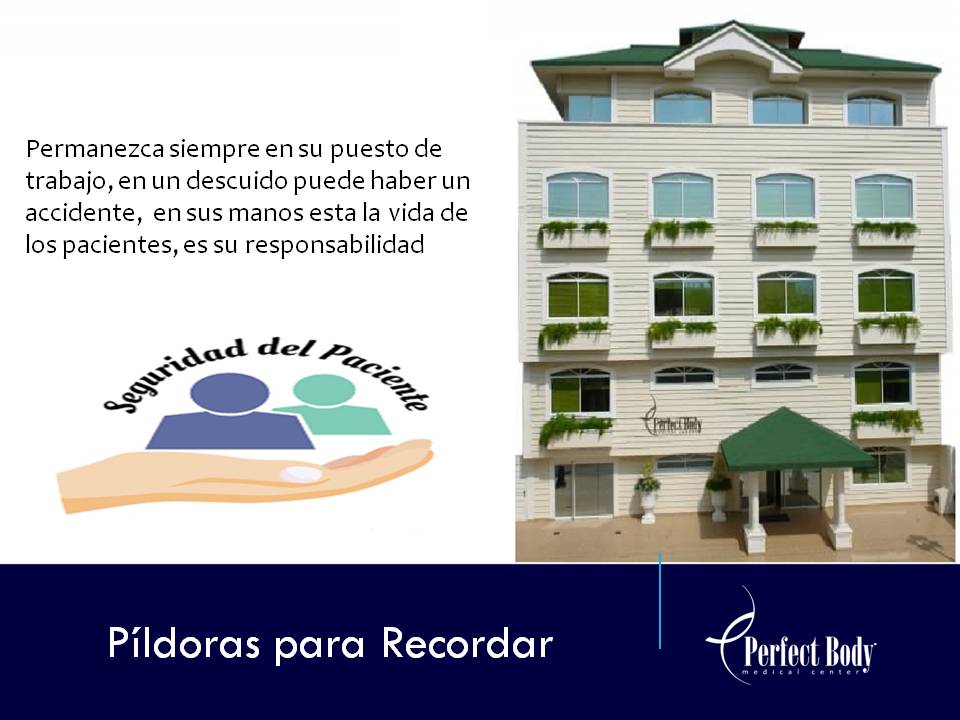 Permanezca siempre en su puesto de
trabajo, en un descuido puede haber un
accidente, en sus manos esta la vida de
los pacientes, es su responsabilidad
Seguridad del Paciente
Perfect Body
Píldoras para Recordar
Perfect Body
medical center